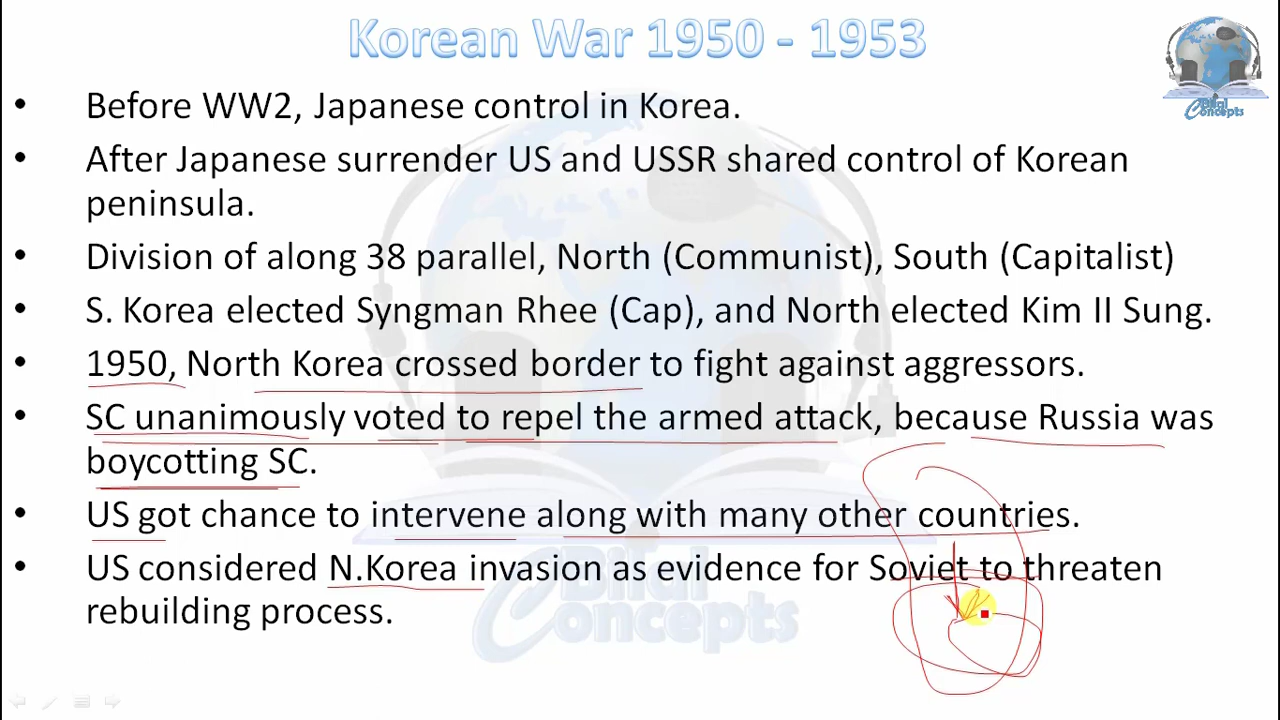 Korean War 1950 - 1953
• Before WW2, Japanese control in Korea.
• After Japanese surrender US and USSR shared control of Korean
peninsula.
• Division of along 38 parallel, North (Communist), South (Capitalist)
• S. Korea elected Syngman Rhee (Cap), and North elected Kim II Sung.
• 1950, North Korea crossed border to fight against aggressors.
• SC unanimously voted to repel the armed attack, because Russia was
boycotting SC.
• US got chance to intervene along with many other countries.
• US considered N.Korea invasion as evidence for Soviet to threaten
rebuilding process.
Bilal
Concepts
Bilal
Concepts